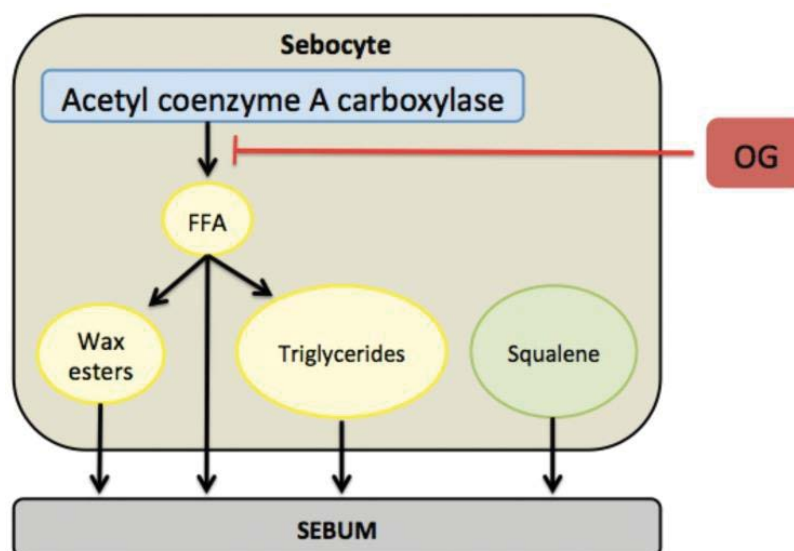 Sebocyte
Acetyl coenzyme A carboxylase
OG
FFA
Wax
esters
Triglycerides
Squalene
SEBUM